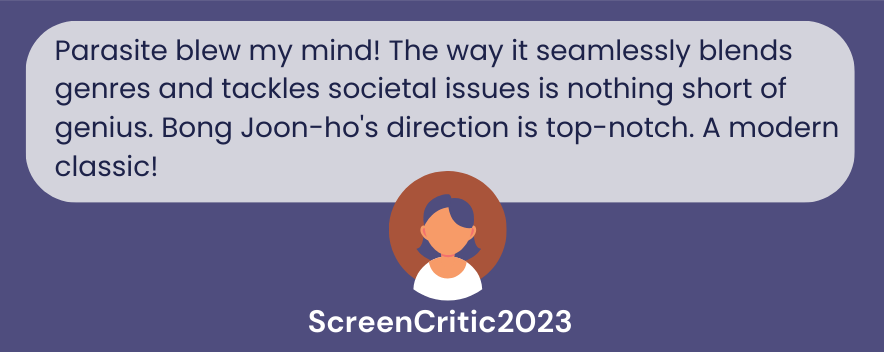 Parasite blew my mind! The way it seamlessly blends
genres and tackles societal issues is nothing short of
genius. Bong Joon-ho's direction is top-notch. A modern
classic!
ScreenCritic2023